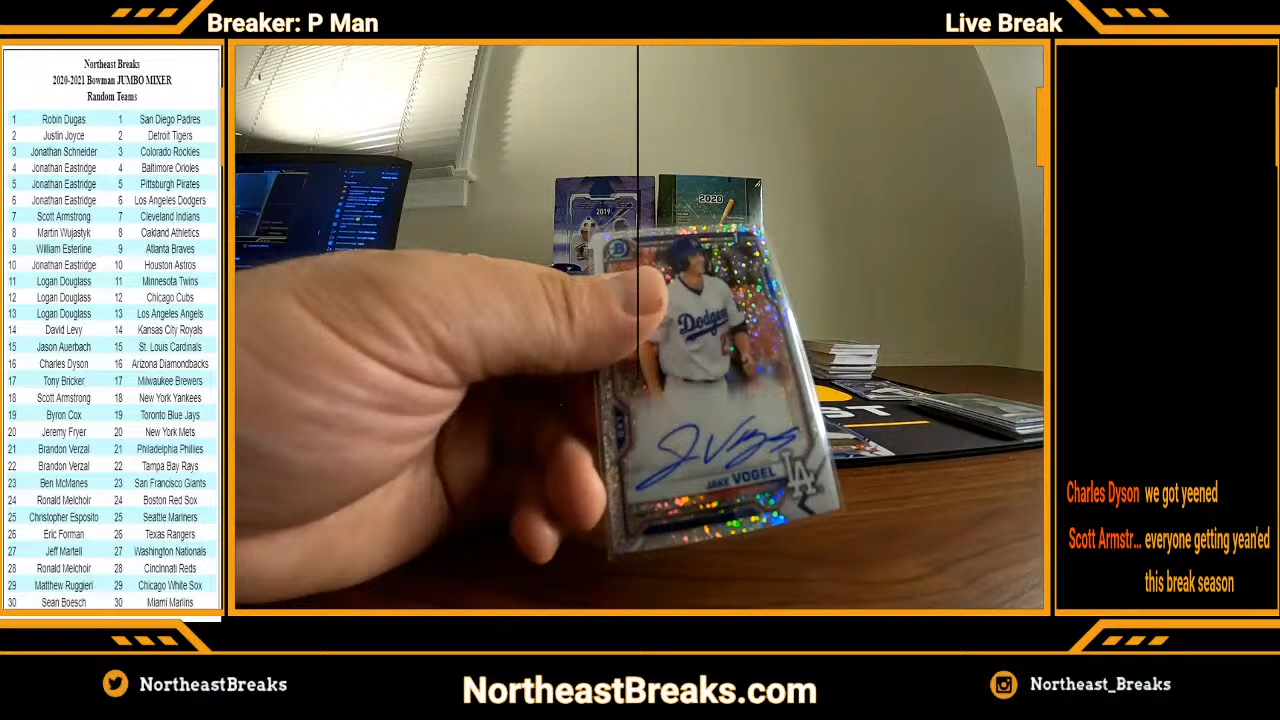 Breaker: P Man
Live Break
Northeast Breaks
2020-2021 Bowman JUMBO MIXER
Random Teams
1 Robin Dugas 1 San Diego Padres
2 Justin Joyce 2 Detroit Tigers
3 Jonathan Schneider 3 Colorado Rockies
4 Jonathan Eastridge 4 Baltimore Orioles
5 Jonathan Eastridge 5 Pittsburgh Pirates
6 Jonathan Eastridge 6 Los Angeles Dodgers
7 Scott Armstrong 7 Cleveland Indians
8 Martin Wujastyk 8 Oakland Athletics
9 William Esterline 9 Atlanta Braves
10 Jonathan Eastridge 10 Houston Astros
11 Logan Douglass 11 Minnesota Twins
12 Logan Douglass 12 Chicago Cubs
13 Logan Douglass 13 Los Angeles Angels
14 David Levy 14 Kansas City Royals
15 Jason Auerbach 15 St. Louis Cardinals
16 Charles Dyson 16 Arizona Diamondbacks
17 Tony Bricker 17 Milwaukee Brewers
18 Scott Armstrong 18 New York Yankees
19 Byron Cox 19 Toronto Blue Jays
20 Jeremy Fryer 20 New York Mets
21 Brandon Verzal 21 Philadelphia Phillies
22 Brandon Verzal 22 Tampa Bay Rays
23 Ben McManes 23 San Francisco Giants
24 Ronald Melchoir 24 Boston Red Sox
25 Christopher Esposito 25 Seattle Mariners
26 Eric Forman 26 Texas Rangers
27 Jeff Martell 27 Washington Nationals
28 Ronald Melchoir 28 Cincinnati Reds
29 Matthew Ruggieri 29 Chicago White Sox
30 Sean Boesch 30 Miami Marlins
2019
2020
B
Dodgers
JAKE VOGEL
LA
ST
Charles Dyson we got yeened
Scott Armstr... everyone getting yean'ed
this break season
NortheastBreaks
NortheastBreaks.com
Northeast_Breaks